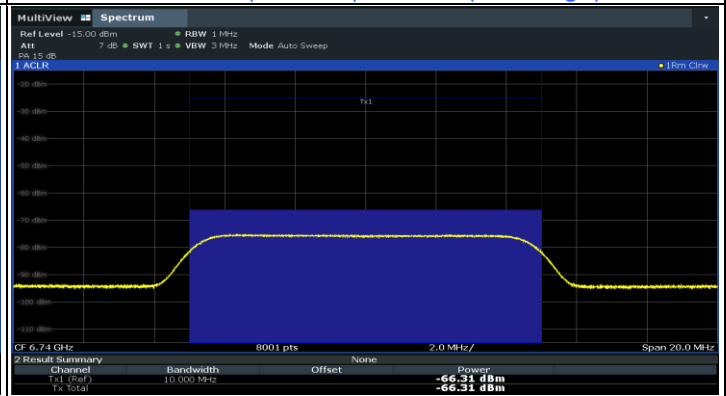 MultiView Spectrum
Ref Level -15.00 dBm RBW 1 MHz
Att 7 dB SWT 1 s VBW 3 MHz Mode Auto Sweep
PA 15 dB
1 ACLR 1Rm Clrw
-20 dBm
Tx1
-30 dBm
-40 dBm
-50 dBm
-60 dBm
-70 dBm
-80 dBm
-90 dBm
-100 dBm
-110 dBm
CF 6.74 GHz 8001 pts 2.0 MHz/ Span 20.0 MHz
2 Result Summary None
Channel Bandwidth Offset Power
Tx1 (Ref) 10.000 MHz -66.31 dBm
Tx Total -66.31 dBm